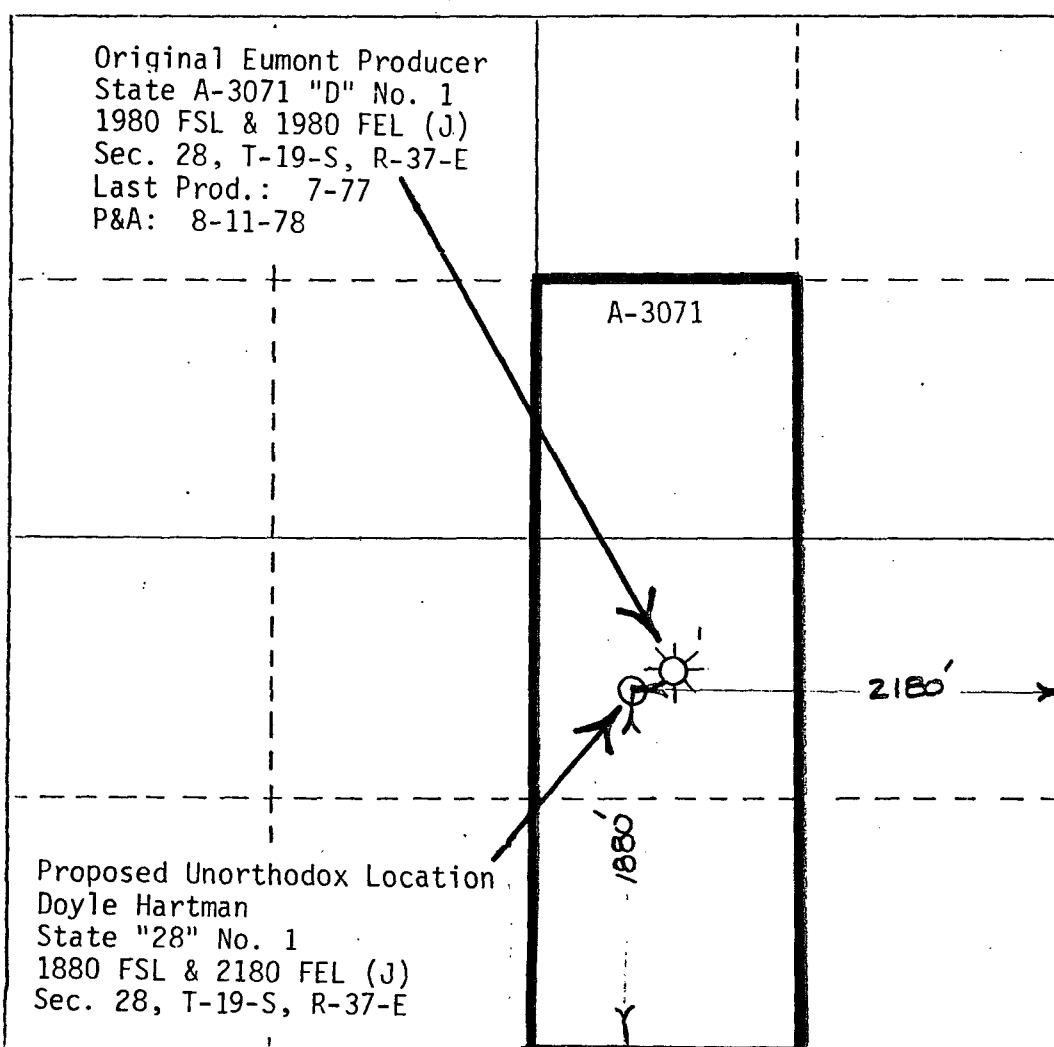 Original Eumont Producer
State A-3071 "D" No. 1
1980 FSL & 1980 FEL (J)
Sec. 28, T-19-S, R-37-E
Last Prod.: 7-77
P&A: 8-11-78
A-3071
1
2180'
1880'
Proposed Unorthodox Location
Doyle Hartman
State "28" No. 1
1880 FSL & 2180 FEL (J)
Sec. 28, T-19-S, R-37-E